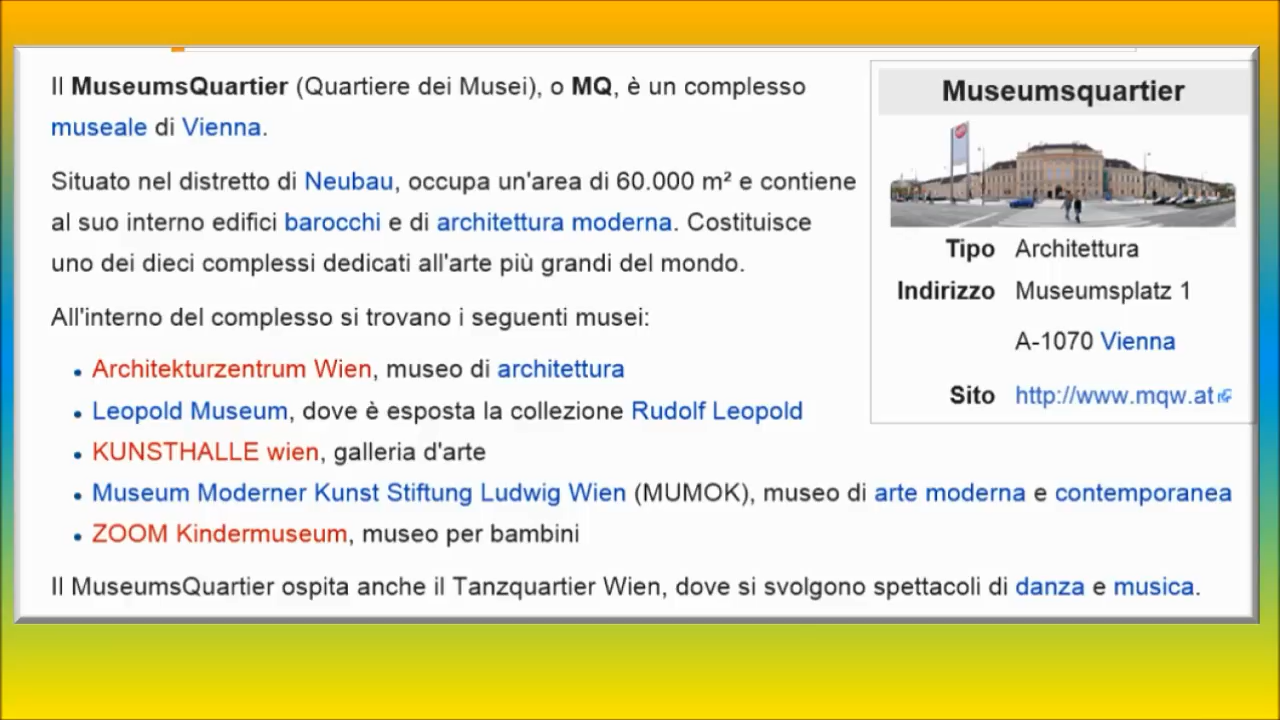 Il MuseumsQuartier (Quartiere dei Musei), o MQ, è un complesso
museale di Vienna.
Situato nel distretto di Neubau, occupa un'area di 60.000 m² e contiene
al suo interno edifici barocchi e di architettura moderna. Costituisce
uno dei dieci complessi dedicati all'arte più grandi del mondo.
All'interno del complesso si trovano i seguenti musei:
• Architekturzentrum Wien, museo di architettura
• Leopold Museum, dove è esposta la collezione Rudolf Leopold
• KUNSTHALLE wien, galleria d'arte
• Museum Moderner Kunst Stiftung Ludwig Wien (MUMOK), museo di arte moderna e contemporanea
• ZOOM Kindermuseum, museo per bambini
Il MuseumsQuartier ospita anche il Tanzquartier Wien, dove si svolgono spettacoli di danza e musica.
Museumsquartier
Tipo Architettura
Indirizzo Museumsplatz 1
A-1070 Vienna
Sito http://www.mqw.at